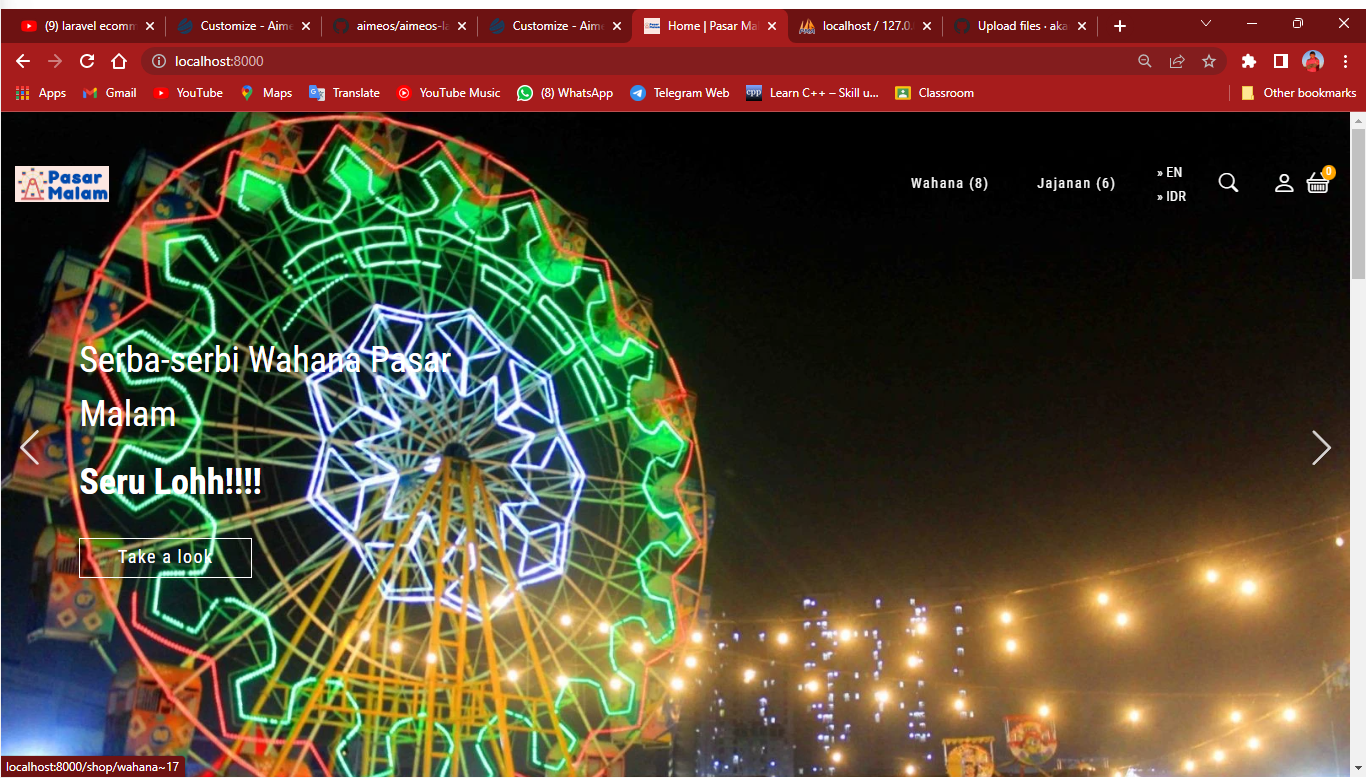 (9) laravel ecomm
Customize - Aime
aimeos/aimeos-la
Customize - Aime
Home | Pasar Ma
localhost / 127.0.
Upload files · aka
localhost:8000
Apps
Gmail
YouTube
Maps
Translate
YouTube Music
(8) WhatsApp
Telegram Web
cpp
Learn C++ – Skill u...
Classroom
Other bookmarks
Pasar
Malam
Wahana (8)
Jajanan (6)
» EN
» IDR
0
Serba-serbi Wahana Pasar
Malam
Seru Lohh!!!!
Take a look
localhost:8000/shop/wahana~17